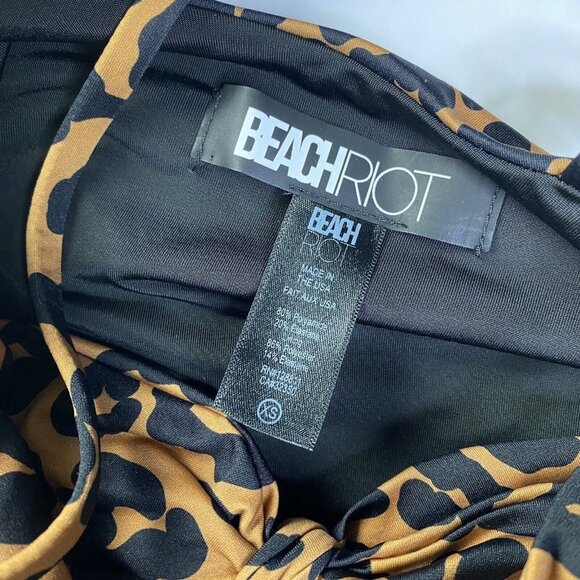 BEACHRIOT
BEACH
RIOT
MADE IN
THE USA
FAIT AUX USA
80% Polyamide
20% Elastane
86% Polyester
14% Elastane
XS